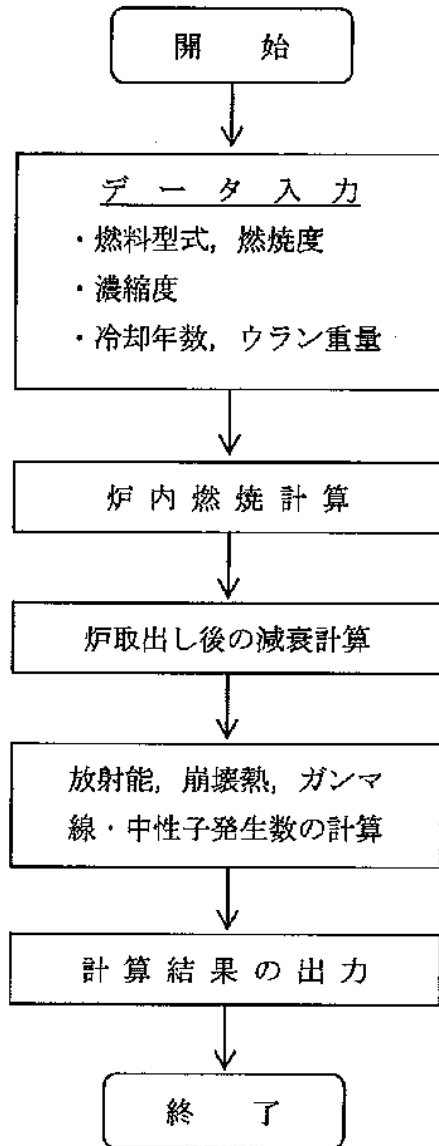 開始
データ入力
・燃料型式，燃焼度
・濃縮度
・冷却年数，ウラン重量
炉内燃焼計算
炉取出し後の減衰計算
放射能，崩壊熱，ガンマ
線・中性子発生数の計算
計算結果の出力
終了